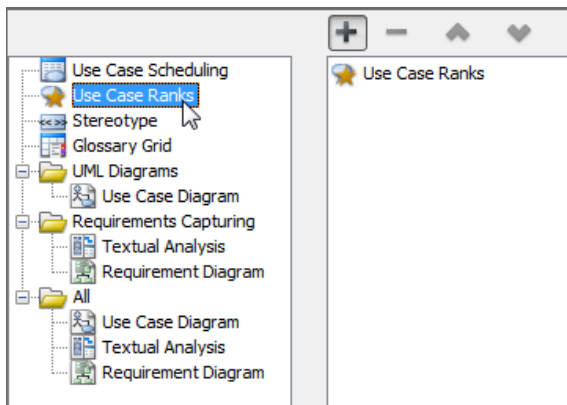 Use Case Scheduling
Use Case Ranks
Stereotype
Glossary Grid
UML Diagrams
Use Case Diagram
Requirements Capturing
Textual Analysis
Requirement Diagram
All
Use Case Diagram
Textual Analysis
Requirement Diagram
Use Case Ranks